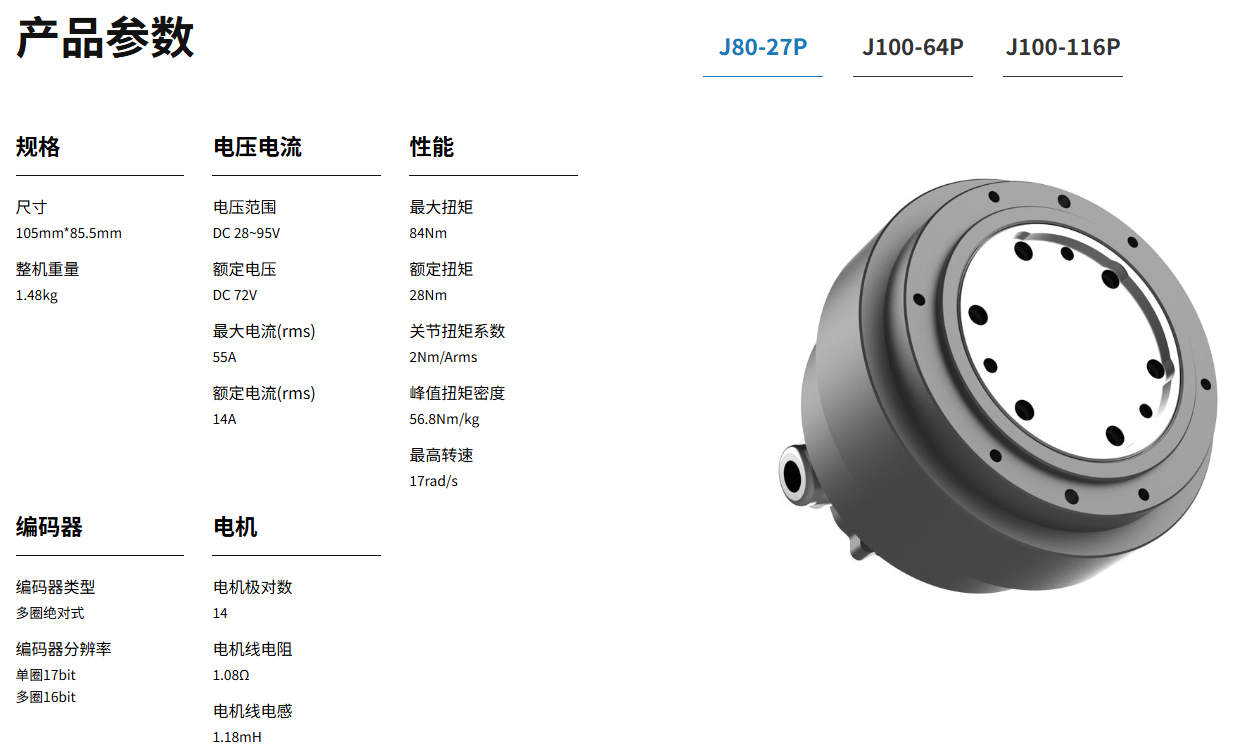 产品参数
J80-27P
J100-64P
J100-116P
规格
尺寸
105mm*85.5mm
整机重量
1.48kg
电压电流
电压范围
DC 28~95V
额定电压
DC 72V
最大电流(rms)
55A
额定电流(rms)
14A
性能
最大扭矩
84Nm
额定扭矩
28Nm
关节扭矩系数
2Nm/Arms
峰值扭矩密度
56.8Nm/kg
最高转速
17rad/s
编码器
编码器类型
多圈绝对式
编码器分辨率
单圈17bit
多圈16bit
电机
电机极对数
14
电机线电阻
1.08Ω
电机线电感
1.18mH